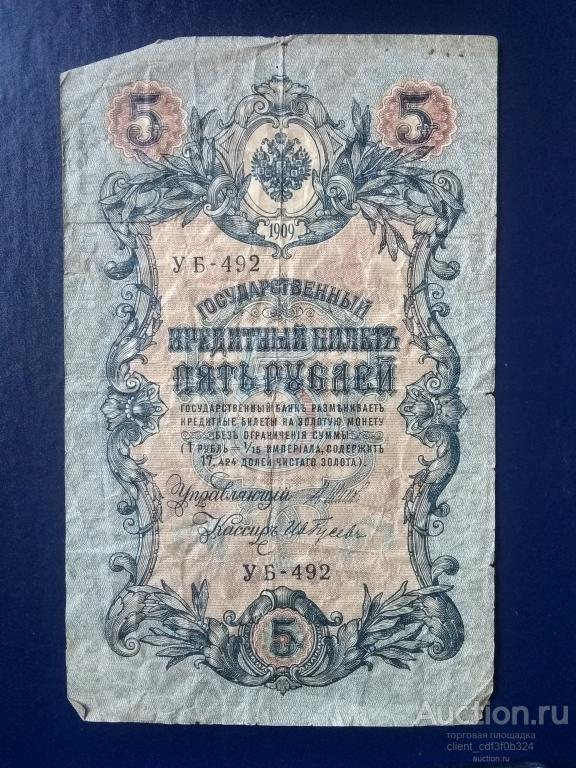 5 5
1909
УБ-492
ГОСУДАРСТВЕННЫЙ
КРЕДИТНЫЙ БИЛЕТЪ
ПЯТЬ РУБЛЕЙ
ГОСУДАРСТВЕННЫЙ БАНКЪ РАЗМѢНИВАЕТЪ
КРЕДИТНЫЕ БИЛЕТЫ НА ЗОЛОТУЮ МОНЕТУ
БЕЗЪ ОГРАНИЧЕНІЯ СУММЫ
(1 РУБЛЬ = 1/15 ИМПЕРІАЛА, СОДЕРЖИТЪ
17,424 ДОЛЕЙ ЧИСТАГО ЗОЛОТА).
Управляющій
Кассиръ
УБ-492
5
Auction.ru
торговая площадка
client_cdf3f0b324
auction.ru